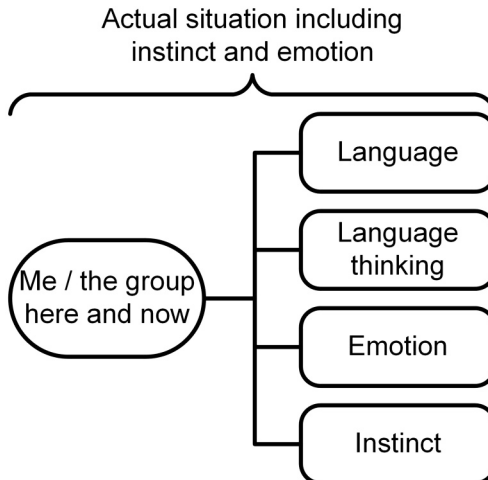 Actual situation including
instinct and emotion
Language
Language
thinking
Me / the group
here and now
Emotion
Instinct